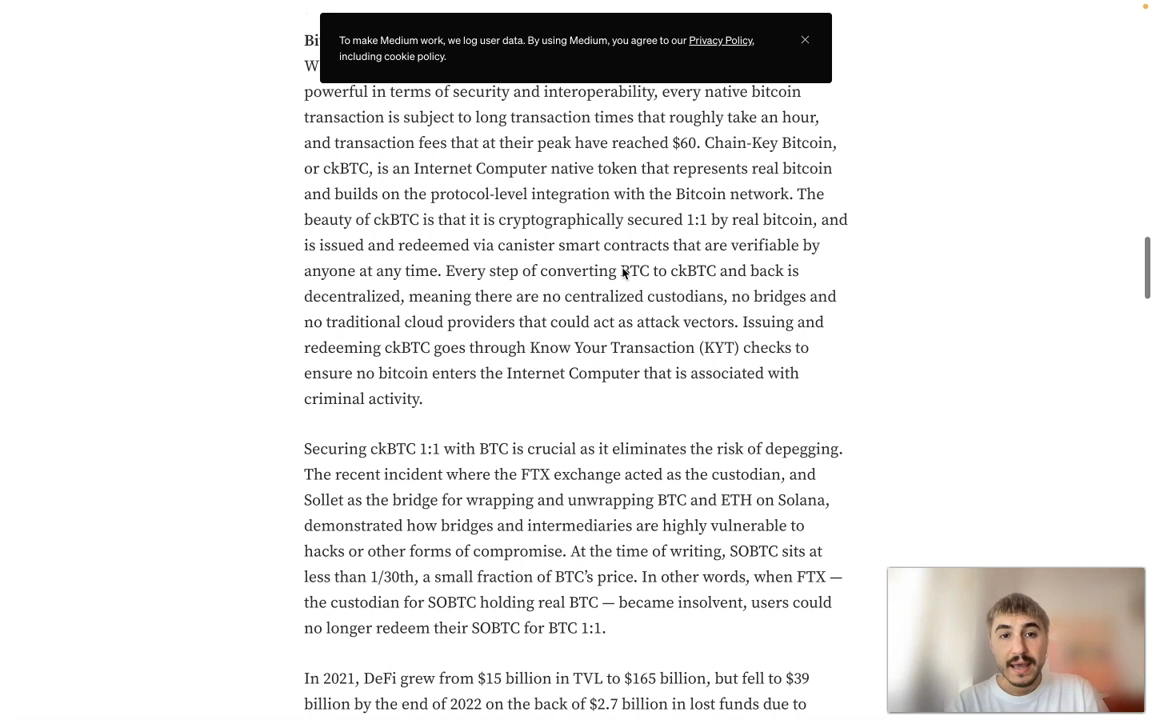 To make Medium work, we log user data. By using Medium, you agree to our Privacy Policy,
including cookie policy.
powerful in terms of security and interoperability, every native bitcoin
transaction is subject to long transaction times that roughly take an hour,
and transaction fees that at their peak have reached $60. Chain-Key Bitcoin,
or ckBTC, is an Internet Computer native token that represents real bitcoin
and builds on the protocol-level integration with the Bitcoin network. The
beauty of ckBTC is that it is cryptographically secured 1:1 by real bitcoin, and
is issued and redeemed via canister smart contracts that are verifiable by
anyone at any time. Every step of converting BTC to ckBTC and back is
decentralized, meaning there are no centralized custodians, no bridges and
no traditional cloud providers that could act as attack vectors. Issuing and
redeeming ckBTC goes through Know Your Transaction (KYT) checks to
ensure no bitcoin enters the Internet Computer that is associated with
criminal activity.
Securing ckBTC 1:1 with BTC is crucial as it eliminates the risk of depegging.
The recent incident where the FTX exchange acted as the custodian, and
Sollet as the bridge for wrapping and unwrapping BTC and ETH on Solana,
demonstrated how bridges and intermediaries are highly vulnerable to
hacks or other forms of compromise. At the time of writing, SOBTC sits at
less than 1/30th, a small fraction of BTC’s price. In other words, when FTX —
the custodian for SOBTC holding real BTC — became insolvent, users could
no longer redeem their SOBTC for BTC 1:1.
In 2021, DeFi grew from $15 billion in TVL to $165 billion, but fell to $39
billion by the end of 2022 on the back of $2.7 billion in lost funds due to